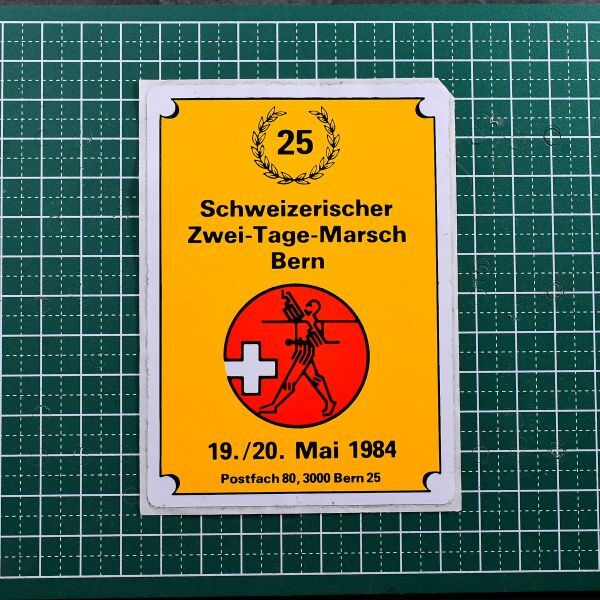 25
Schweizerischer
Zwei-Tage-Marsch
Bern
19./20. Mai 1984
Postfach 80, 3000 Bern 25